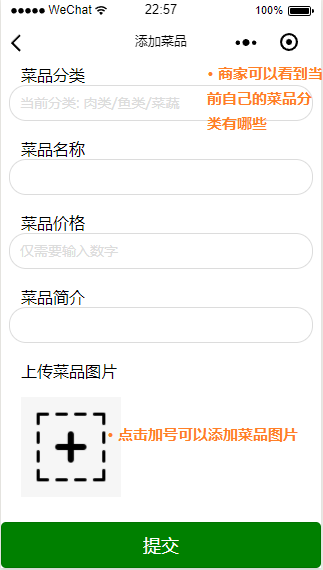 WeChat 22:57 100%
添加菜品
菜品分类
• 商家可以看到当
当前分类: 肉类/鱼类/菜蔬
前自己的菜品分
类有哪些
菜品名称
菜品价格
仅需要输入数字
菜品简介
上传菜品图片
• 点击加号可以添加菜品图片
提交